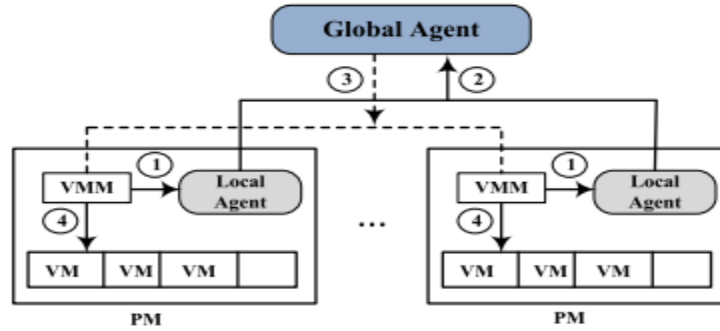 Global Agent
3 2
1 1
VMM Local Agent VMM Local Agent
4 ... 4
VM VM VM VM VM VM
PM PM